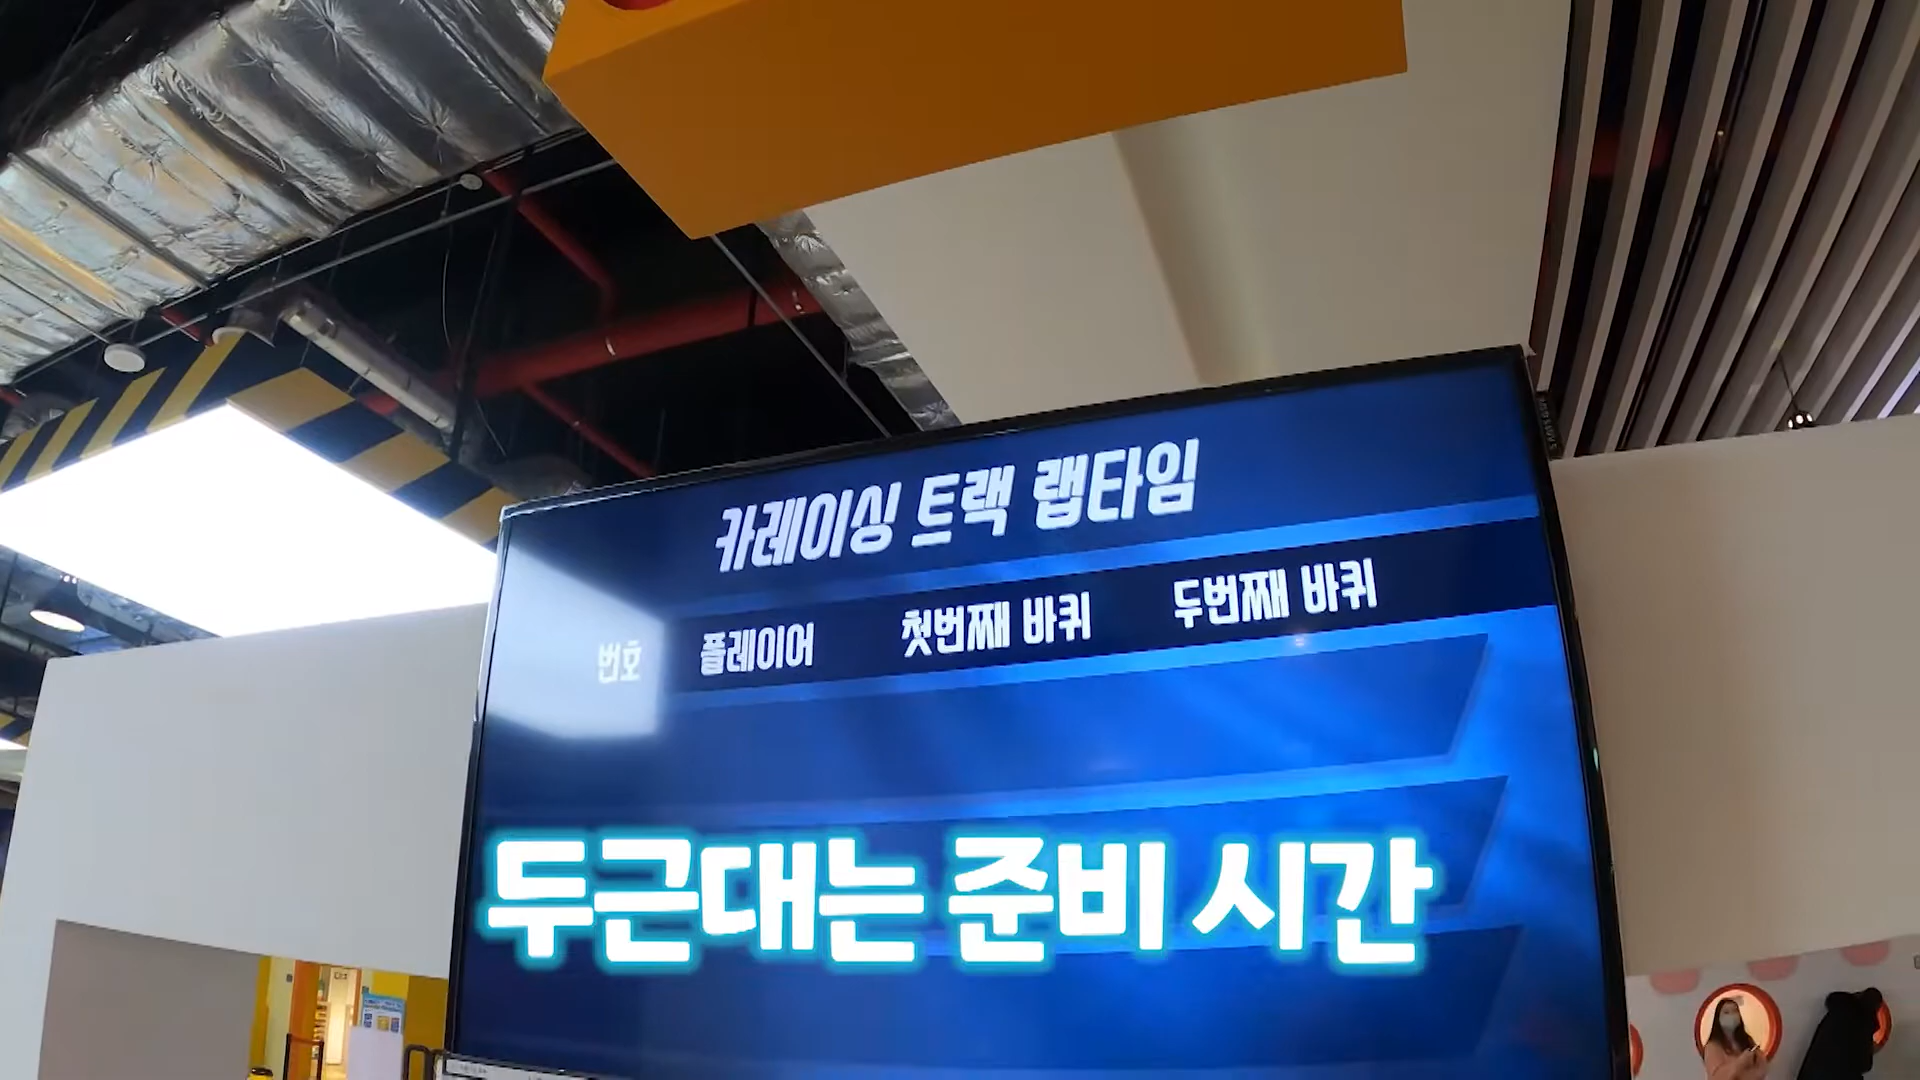 카레이싱 트랙 랩타임
번호 플레이어 첫번째 바퀴 두번째 바퀴
두근대는 준비 시간